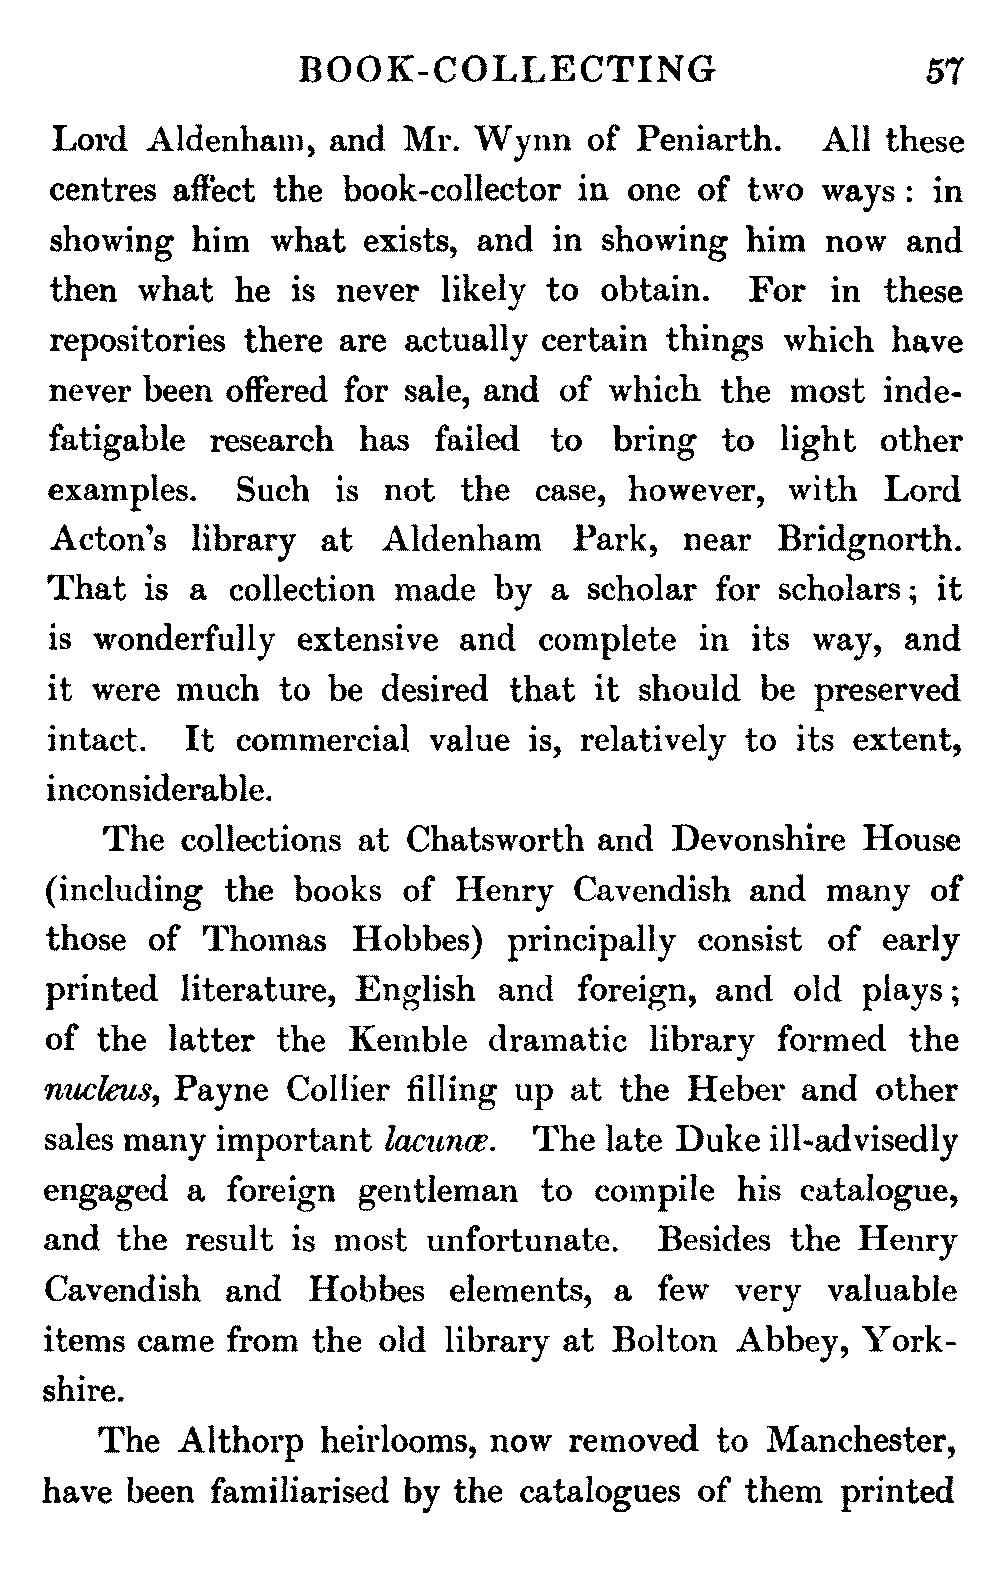 BOOK-COLLECTING 57
Lord Aldenham, and Mr. Wynn of Peniarth. All these
centres affect the book-collector in one of two ways : in
showing him what exists, and in showing him now and
then what he is never likely to obtain. For in these
repositories there are actually certain things which have
never been offered for sale, and of which the most inde-
fatigable research has failed to bring to light other
examples. Such is not the case, however, with Lord
Acton's library at Aldenham Park, near Bridgnorth.
That is a collection made by a scholar for scholars ; it
is wonderfully extensive and complete in its way, and
it were much to be desired that it should be preserved
intact. It commercial value is, relatively to its extent,
inconsiderable.
The collections at Chatsworth and Devonshire House
(including the books of Henry Cavendish and many of
those of Thomas Hobbes) principally consist of early
printed literature, English and foreign, and old plays ;
of the latter the Kemble dramatic library formed the
nucleus, Payne Collier filling up at the Heber and other
sales many important lacunæ. The late Duke ill-advisedly
engaged a foreign gentleman to compile his catalogue,
and the result is most unfortunate. Besides the Henry
Cavendish and Hobbes elements, a few very valuable
items came from the old library at Bolton Abbey, York-
shire.
The Althorp heirlooms, now removed to Manchester,
have been familiarised by the catalogues of them printed